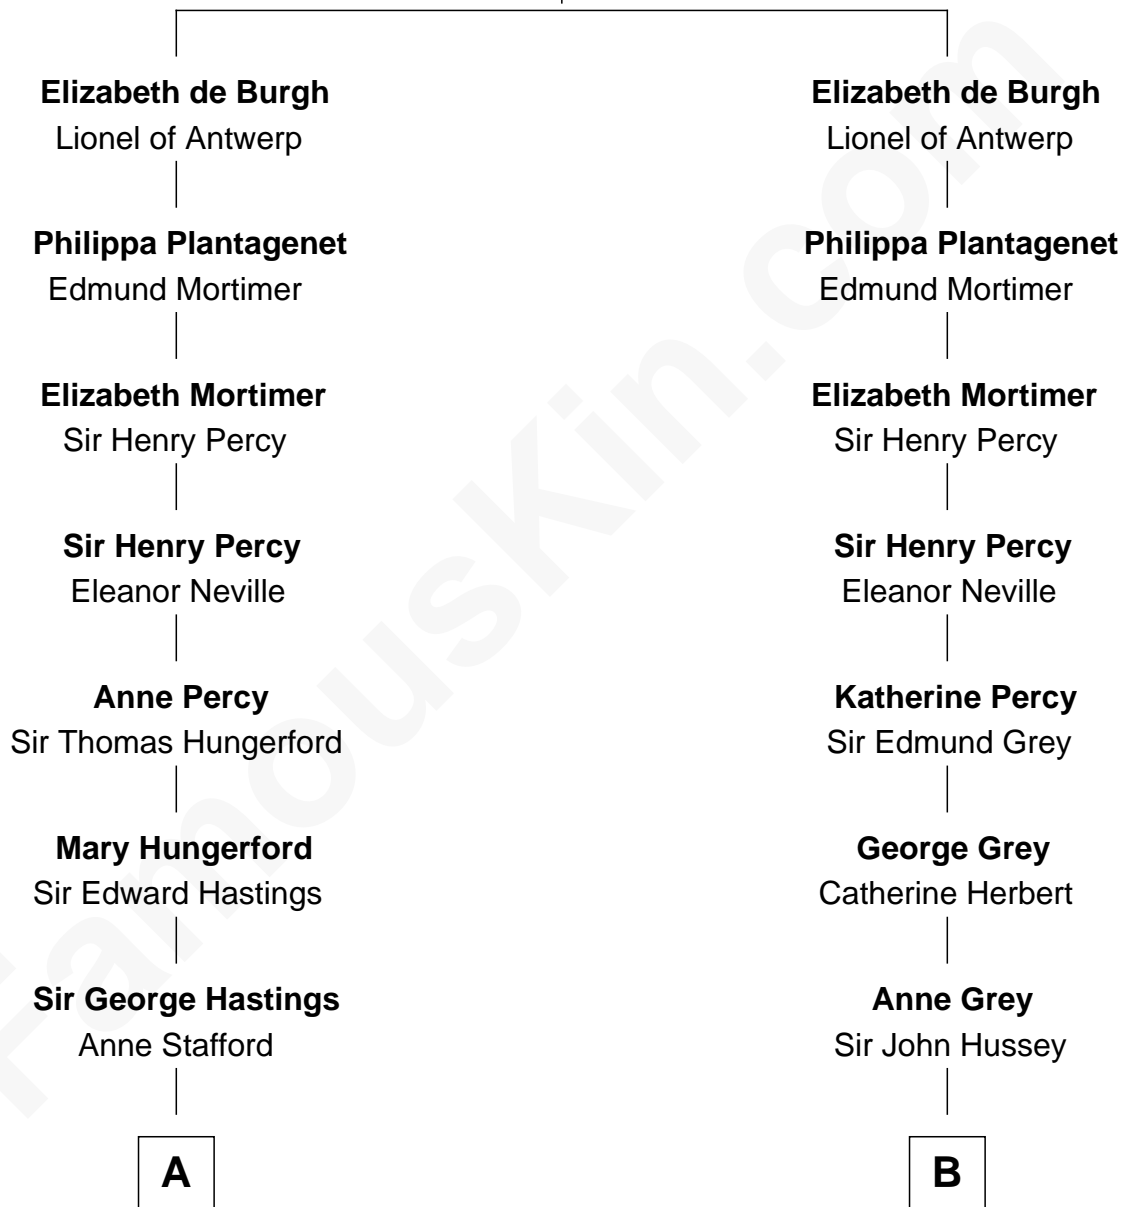 Elizabeth de Burgh
Lionel of Antwerp
Philippa Plantagenet
Edmund Mortimer
Elizabeth Mortimer
Sir Henry Percy
Sir Henry Percy
Eleanor Neville
Anne Percy
Sir Thomas Hungerford
Mary Hungerford
Sir Edward Hastings
Sir George Hastings
Anne Stafford
A
Elizabeth de Burgh
Lionel of Antwerp
Philippa Plantagenet
Edmund Mortimer
Elizabeth Mortimer
Sir Henry Percy
Sir Henry Percy
Eleanor Neville
Katherine Percy
Sir Edmund Grey
George Grey
Catherine Herbert
Anne Grey
Sir John Hussey
B
FamousKin.com